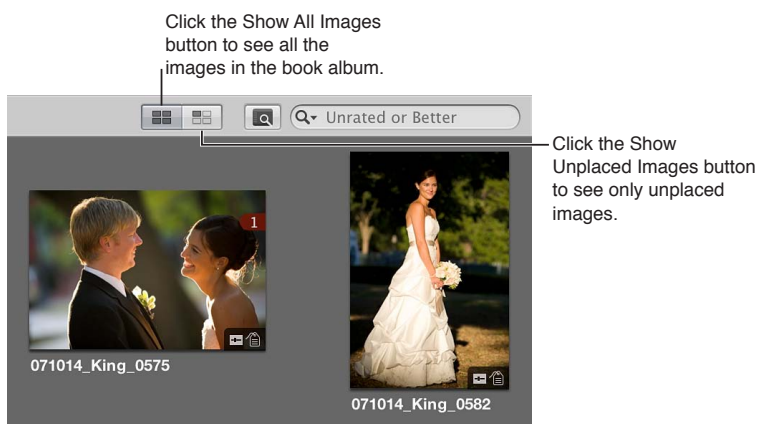 Click the Show All Images
button to see all the
images in the book album.
Unrated or Better
Click the Show
Unplaced Images button
to see only unplaced
images.
1
071014_King_0575
071014_King_0582